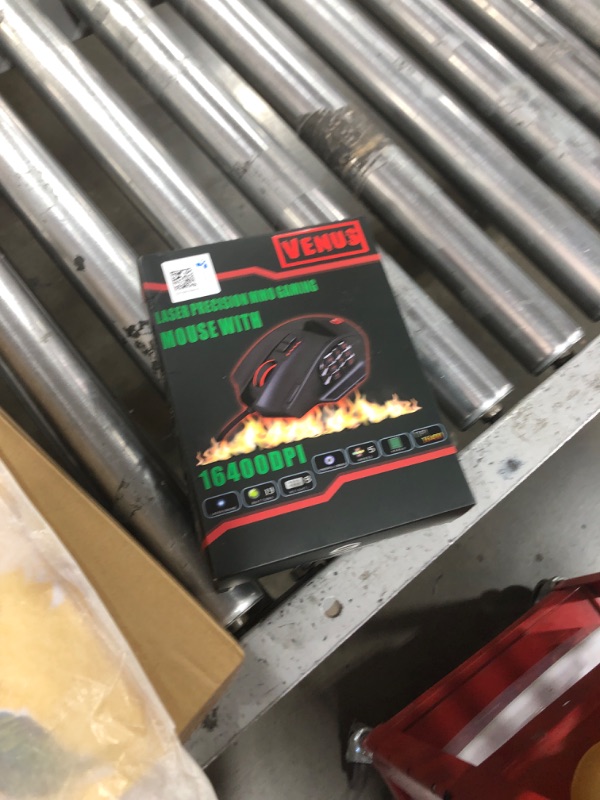 VENUS
LASER PRECISION MMO GAMING
MOUSE WITH
16400DPI